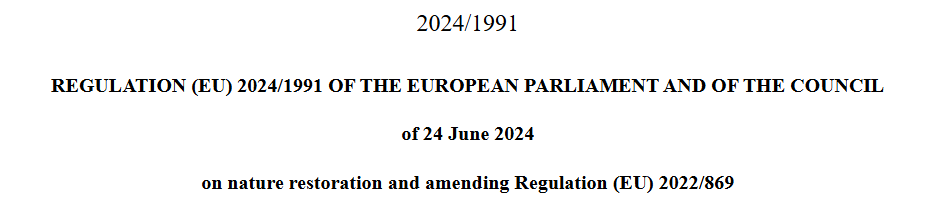 2024/1991
REGULATION (EU) 2024/1991 OF THE EUROPEAN PARLIAMENT AND OF THE COUNCIL
of 24 June 2024
on nature restoration and amending Regulation (EU) 2022/869